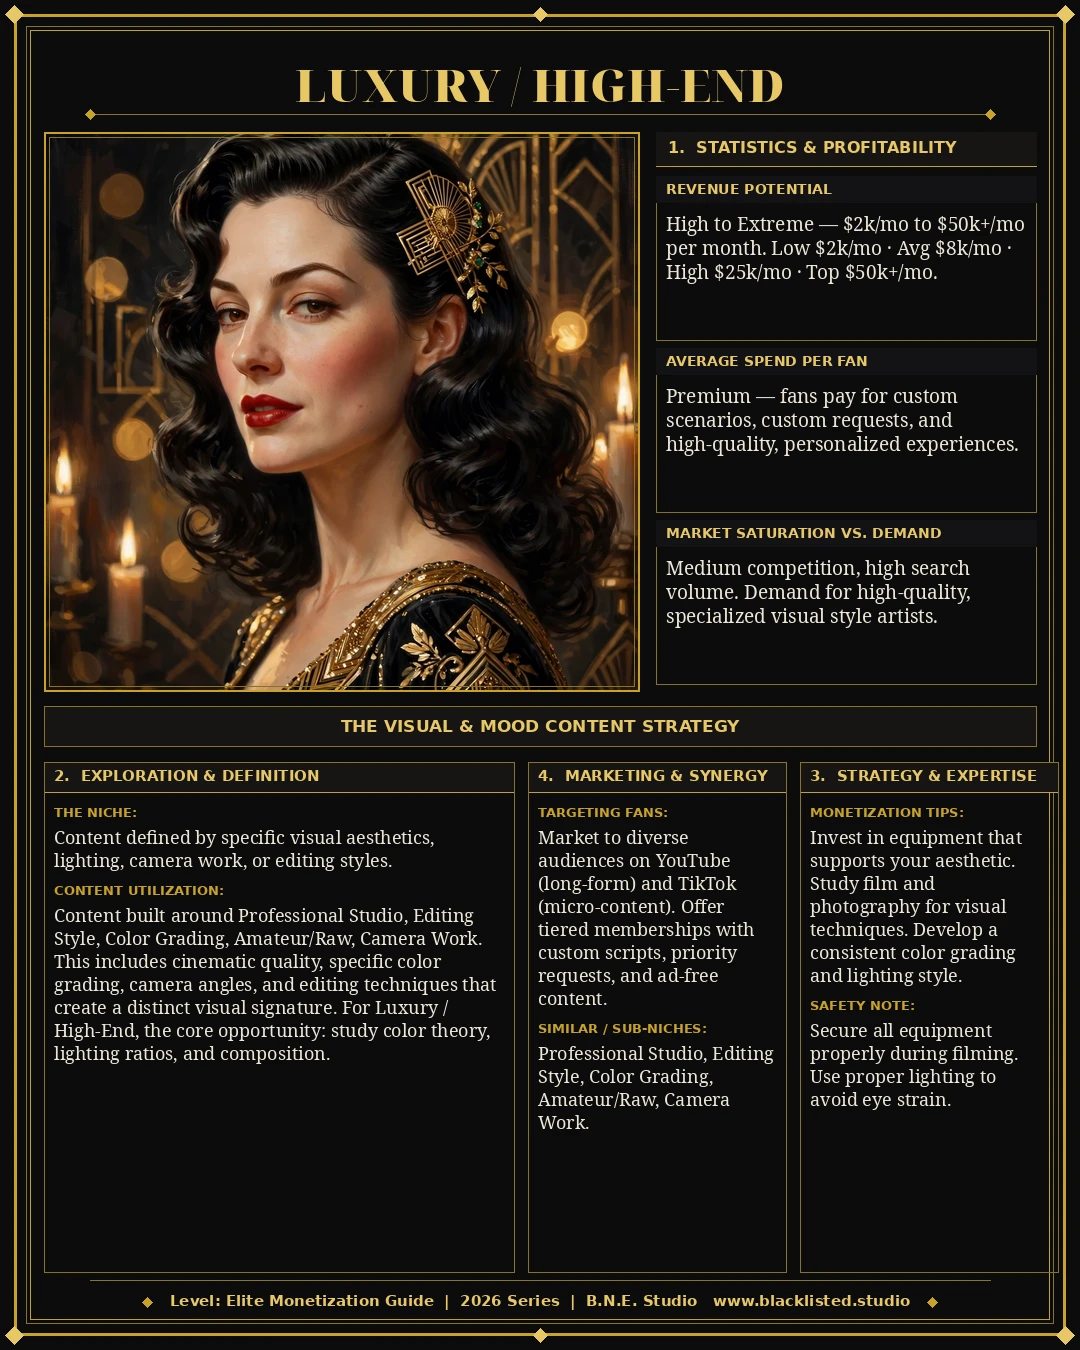 LUXURY / HIGH-END
1. STATISTICS & PROFITABILITY
REVENUE POTENTIAL
High to Extreme — $2k/mo to $50k+/mo
per month. Low $2k/mo · Avg $8k/mo ·
High $25k/mo · Top $50k+/mo.
AVERAGE SPEND PER FAN
Premium — fans pay for custom
scenarios, custom requests, and
high-quality, personalized experiences.
MARKET SATURATION VS. DEMAND
Medium competition, high search
volume. Demand for high-quality,
specialized visual style artists.
THE VISUAL & MOOD CONTENT STRATEGY
2. EXPLORATION & DEFINITION
THE NICHE:
Content defined by specific visual aesthetics,
lighting, camera work, or editing styles.
CONTENT UTILIZATION:
Content built around Professional Studio, Editing
Style, Color Grading, Amateur/Raw, Camera Work.
This includes cinematic quality, specific color
grading, camera angles, and editing techniques that
create a distinct visual signature. For Luxury /
High-End, the core opportunity: study color theory,
lighting ratios, and composition.
4. MARKETING & SYNERGY
TARGETING FANS:
Market to diverse
audiences on YouTube
(long-form) and TikTok
(micro-content). Offer
tiered memberships with
custom scripts, priority
requests, and ad-free
content.
SIMILAR / SUB-NICHES:
Professional Studio, Editing
Style, Color Grading,
Amateur/Raw, Camera
Work.
3. STRATEGY & EXPERTISE
MONETIZATION TIPS:
Invest in equipment that
supports your aesthetic.
Study film and
photography for visual
techniques. Develop a
consistent color grading
and lighting style.
SAFETY NOTE:
Secure all equipment
properly during filming.
Use proper lighting to
avoid eye strain.
Level: Elite Monetization Guide | 2026 Series | B.N.E. Studio www.blacklisted.studio